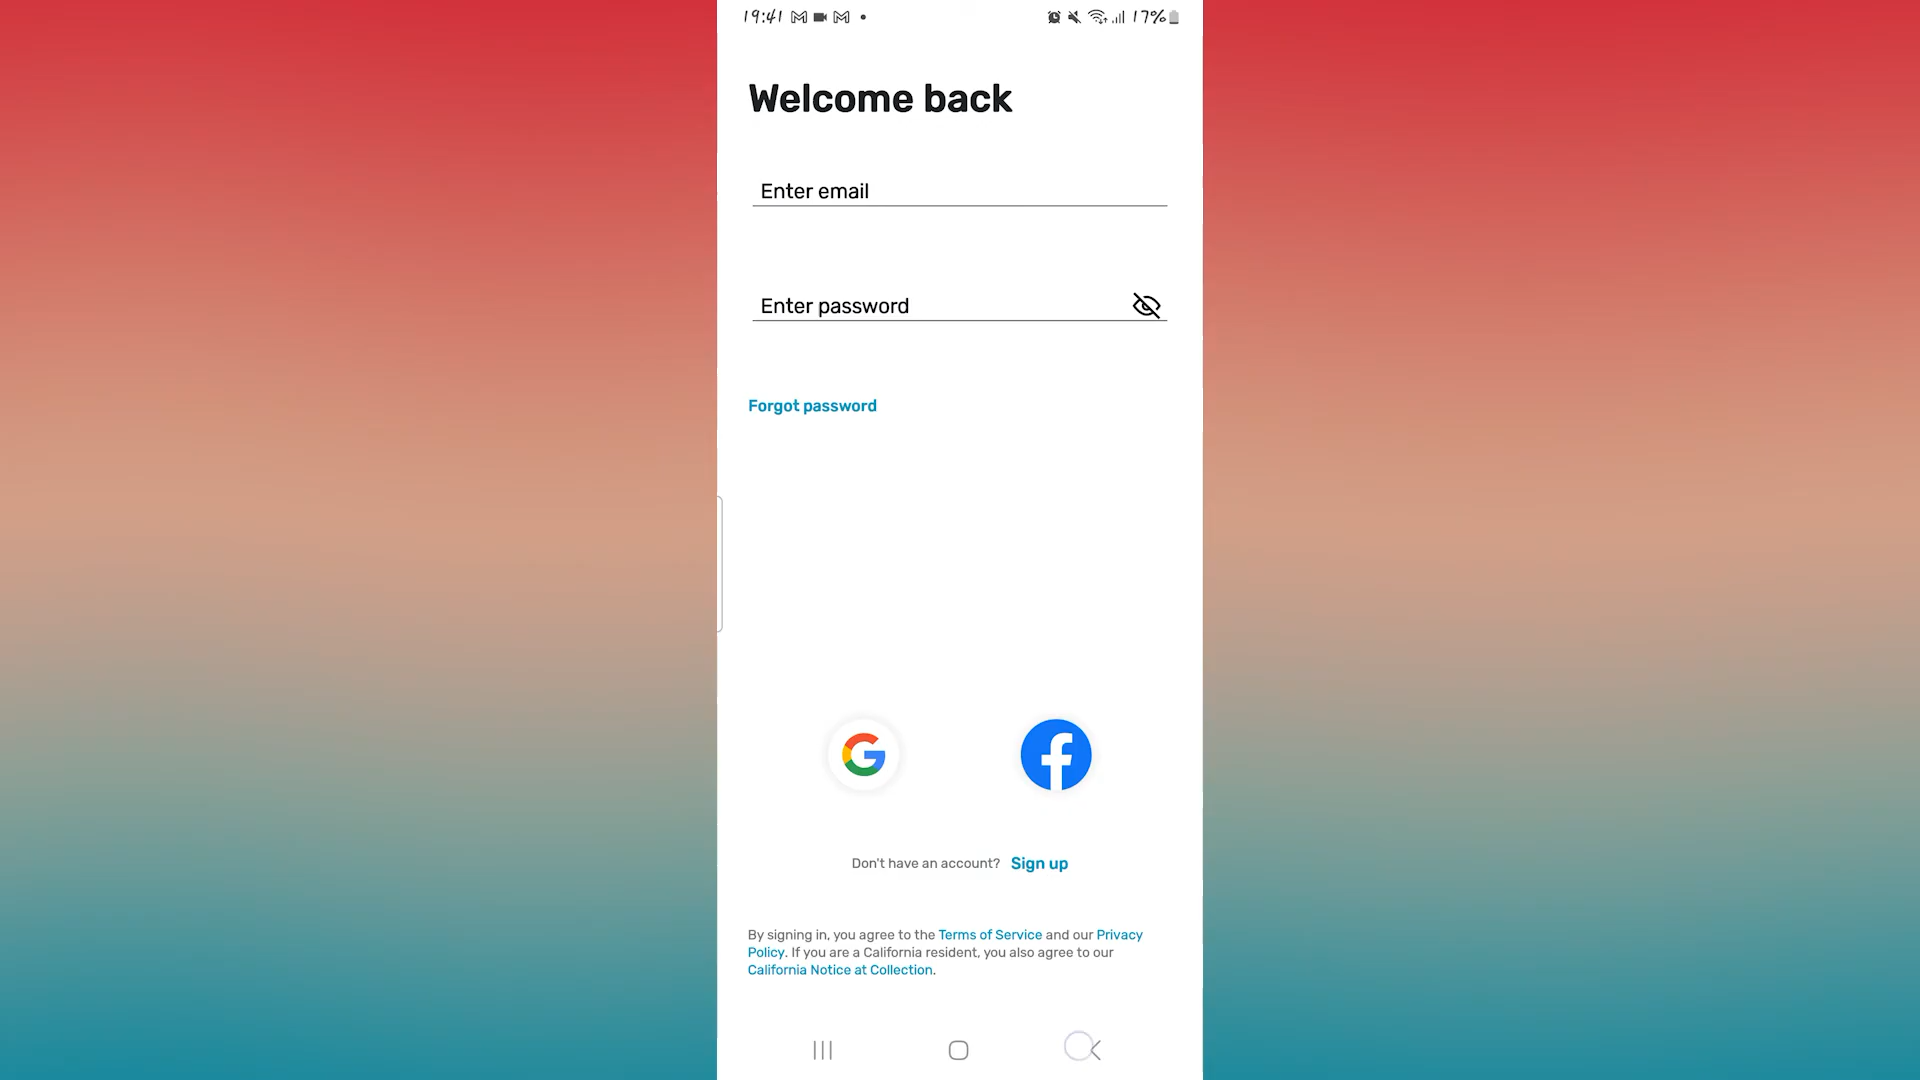 19:41
17%
Welcome back
Enter email
Enter password
Forgot password
Don't have an account? Sign up
By signing in, you agree to the Terms of Service and our Privacy
Policy. If you are a California resident, you also agree to our
California Notice at Collection.